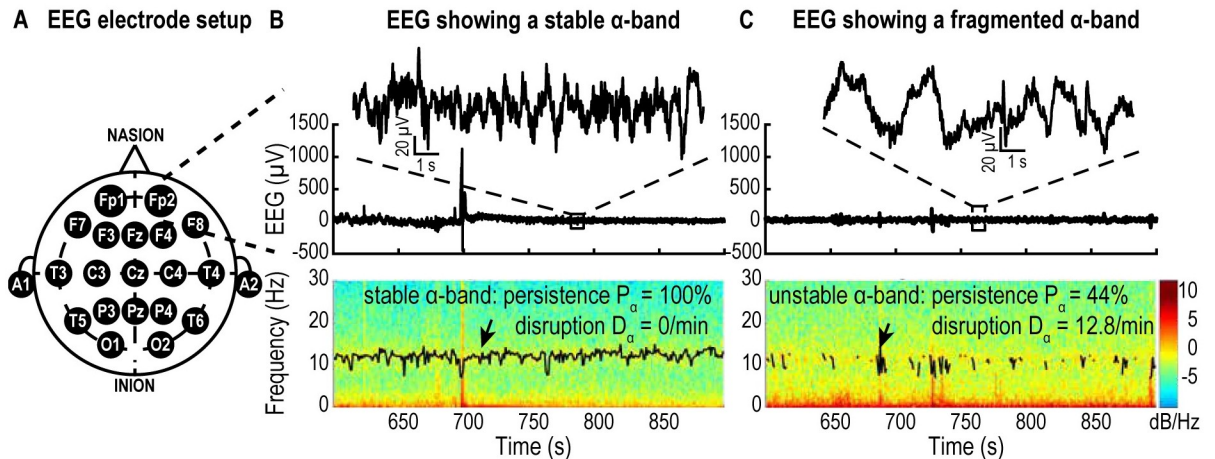 A EEG electrode setup
NASION
Fp1 Fp2
F7 F3 Fz F4 F8
A1 T3 C3 Cz C4 T4 A2
T5 P3 Pz P4 T6
O1 O2
INION
B EEG showing a stable α-band
EEG (μV)
1500
1000
500
0
-500
20 μV
1 s
Frequency (Hz)
30
20
10
0
stable α-band: persistence Pα = 100%
disruption Dα = 0/min
650 700 750 800 850
Time (s)
C EEG showing a fragmented α-band
1500
1000
500
0
-500
20 μV
1 s
30
20
10
0
unstable α-band: persistence Pα = 44%
disruption Dα = 12.8/min
650 700 750 800 850
Time (s)
10
5
0
-5
dB/Hz